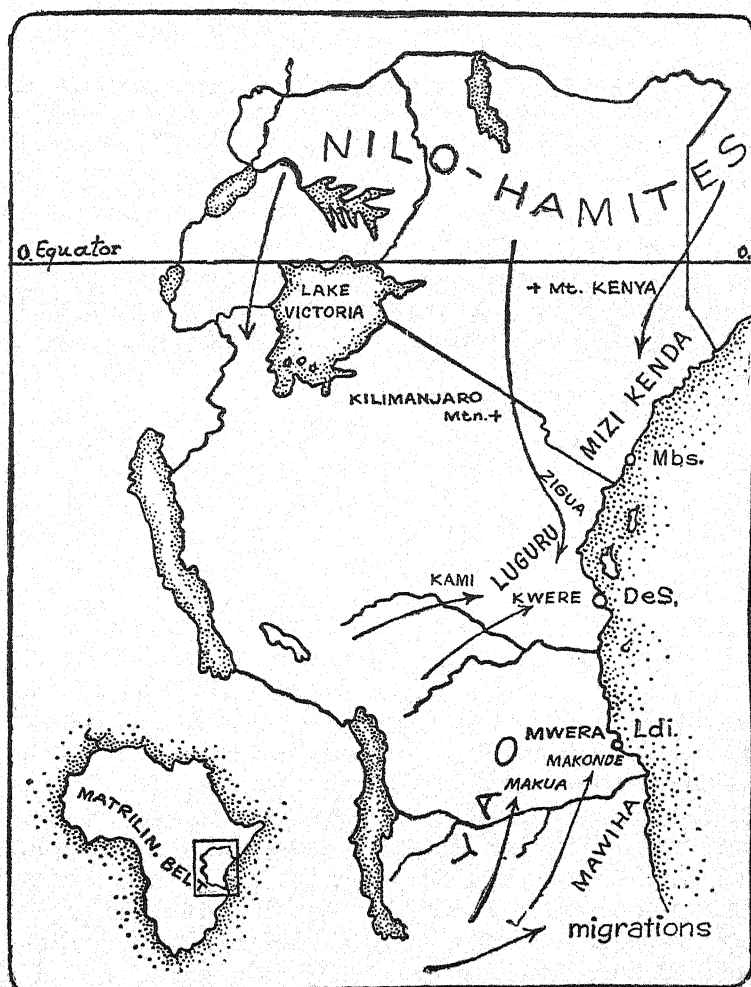 NILO-HAMITES
0. Equator
0.
+ Mt. KENYA
LAKE
VICTORIA
KILIMANJARO
Mtn.+
MIZI KENDA
Mbs.
ZIGUA
LUGURU
KAMI
KWERE
DeS.
MWERA
Ldi.
MAKONDE
MAKUA
YAO
MAWIHA
MATRILIN. BELT
migrations